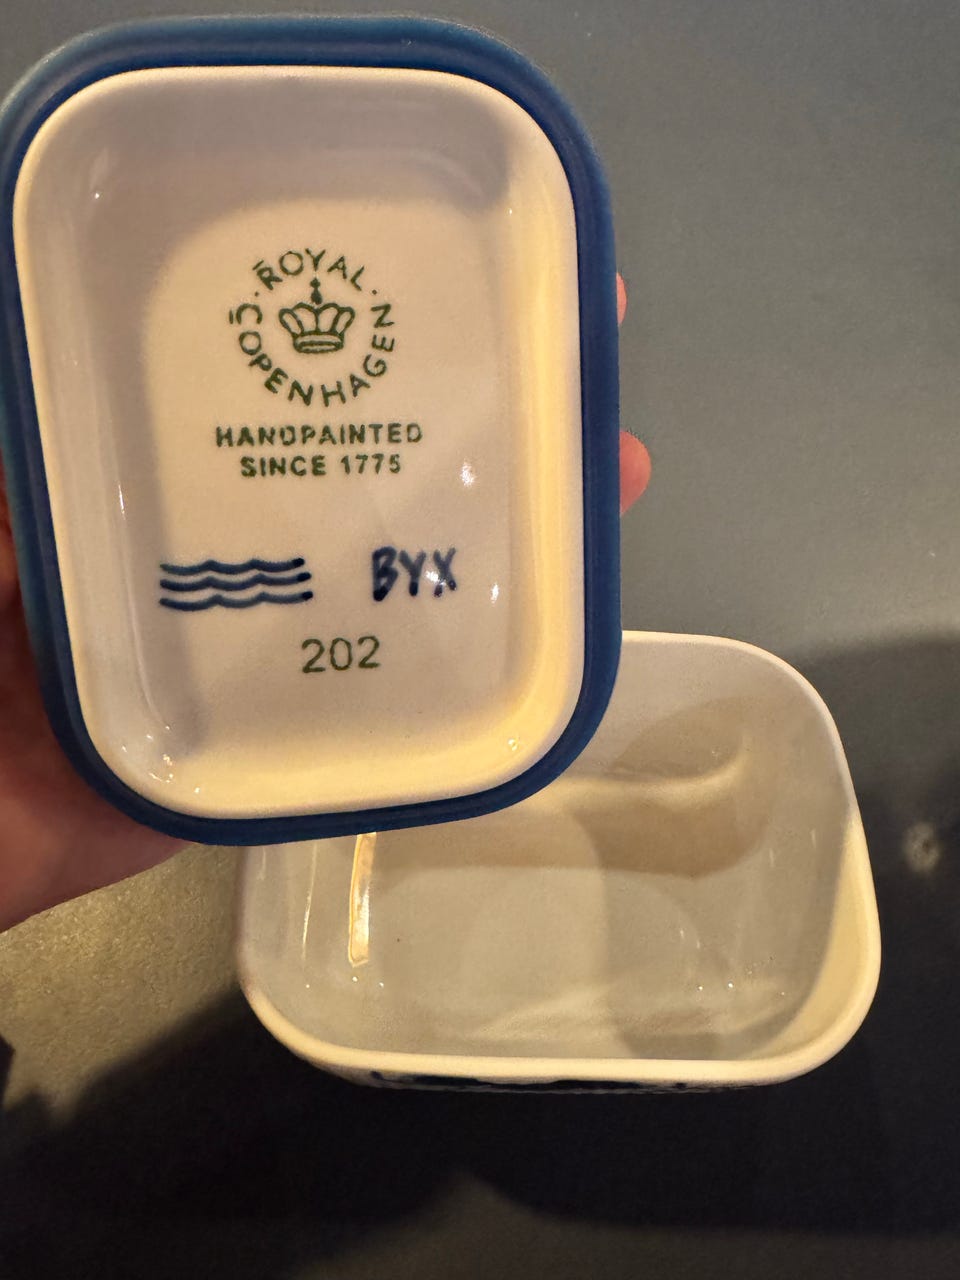 ROYAL
COPENHAGEN
HANDPAINTED
SINCE 1775
BYX
202